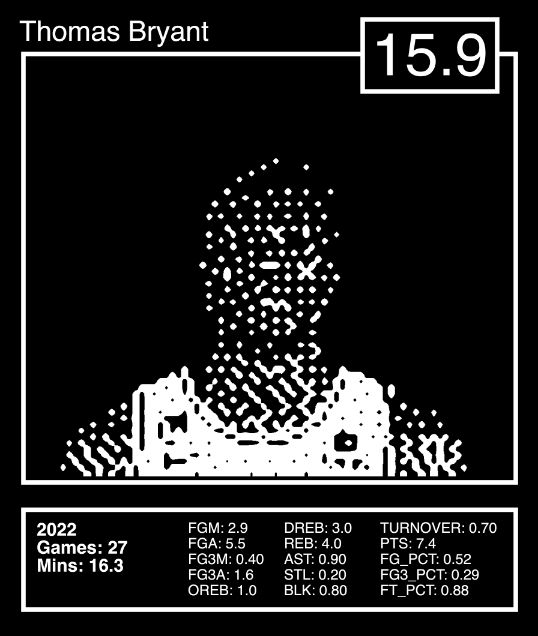 Thomas Bryant
15.9
2022
Games: 27
Mins: 16.3
FGM: 2.9
FGA: 5.5
FG3M: 0.40
FG3A: 1.6
OREB: 1.0
DREB: 3.0
REB: 4.0
AST: 0.90
STL: 0.20
BLK: 0.80
TURNOVER: 0.70
PTS: 7.4
FG_PCT: 0.52
FG3_PCT: 0.29
FT_PCT: 0.88